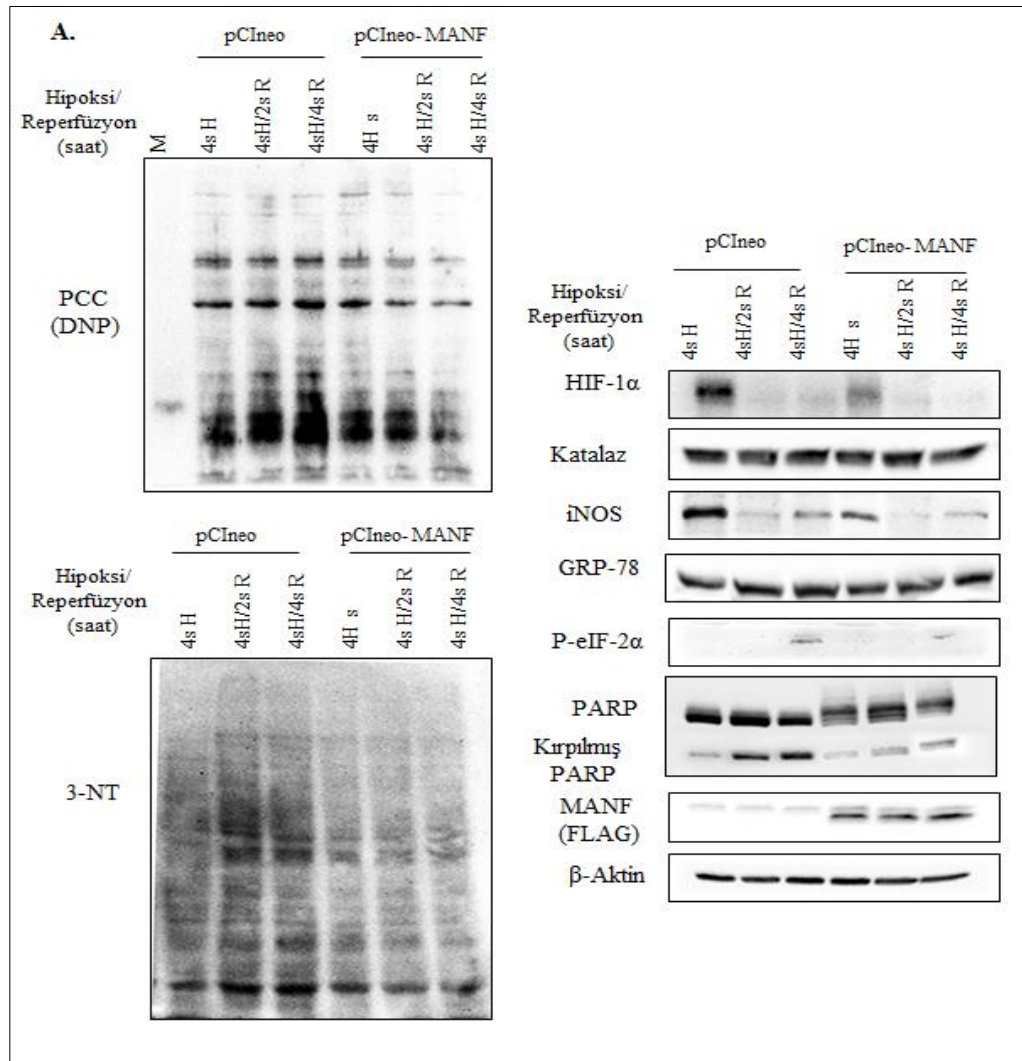 A.
pCIneo
pCIneo- MANF
Hipoksi/
Reperfüzyon
(saat)
M
4s H
4sH/2s R
4sH/4s R
4H s
4s H/2s R
4s H/4s R
PCC
(DNP)
pCIneo
pCIneo- MANF
Hipoksi/
Reperfüzyon
(saat)
4s H
4sH/2s R
4sH/4s R
4H s
4s H/2s R
4s H/4s R
3-NT
pCIneo
pCIneo- MANF
Hipoksi/
Reperfüzyon
(saat)
4s H
4sH/2s R
4sH/4s R
4H s
4s H/2s R
4s H/4s R
HIF-1α
Katalaz
iNOS
GRP-78
P-eIF-2α
PARP
Kırpılmış
PARP
MANF
(FLAG)
β-Aktin